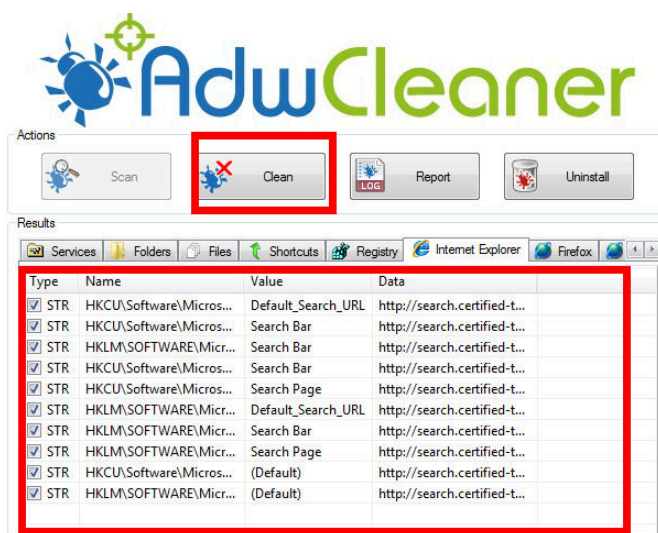 AdwCleaner
Actions
Scan Clean LOG Report Uninstall
Results
Services Folders Files Shortcuts Registry Internet Explorer Firefox
Type Name Value Data
STR HKCU\Software\Micros... Default_Search_URL http://search.certified-t...
STR HKCU\Software\Micros... Search Bar http://search.certified-t...
STR HKLM\SOFTWARE\Micr... Search Bar http://search.certified-t...
STR HKCU\Software\Micros... Search Bar http://search.certified-t...
STR HKCU\Software\Micros... Search Page http://search.certified-t...
STR HKLM\SOFTWARE\Micr... Default_Search_URL http://search.certified-t...
STR HKLM\SOFTWARE\Micr... Search Bar http://search.certified-t...
STR HKLM\SOFTWARE\Micr... Search Page http://search.certified-t...
STR HKCU\Software\Micros... (Default) http://search.certified-t...
STR HKLM\SOFTWARE\Micr... (Default) http://search.certified-t...